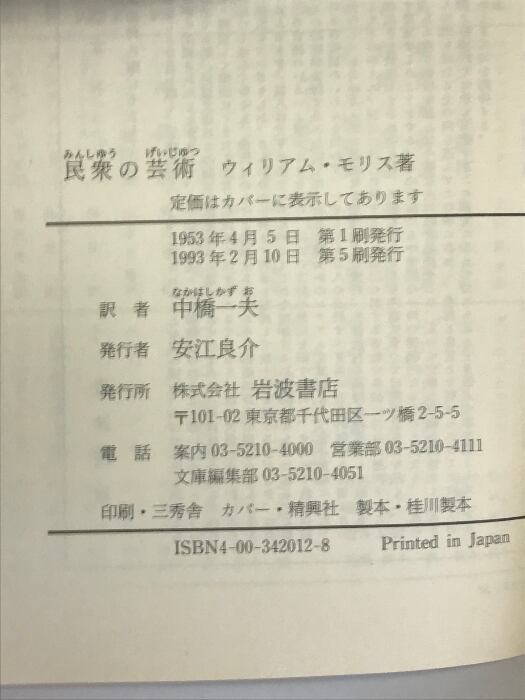 みんしゅう げいじゅつ
民衆の芸術 ウィリアム・モリス著
定価はカバーに表示してあります
1953年4月5日 第1刷発行
1993年2月10日 第5刷発行
なかはしかずお
訳者 中橋一夫
発行者 安江良介
発行所 株式会社 岩波書店
〒101-02 東京都千代田区一ツ橋2-5-5
電話 案内03-5210-4000 営業部03-5210-4111
文庫編集部03-5210-4051
印刷・三秀舎 カバー・精興社 製本・桂川製本
ISBN4-00-342012-8 Printed in Japan